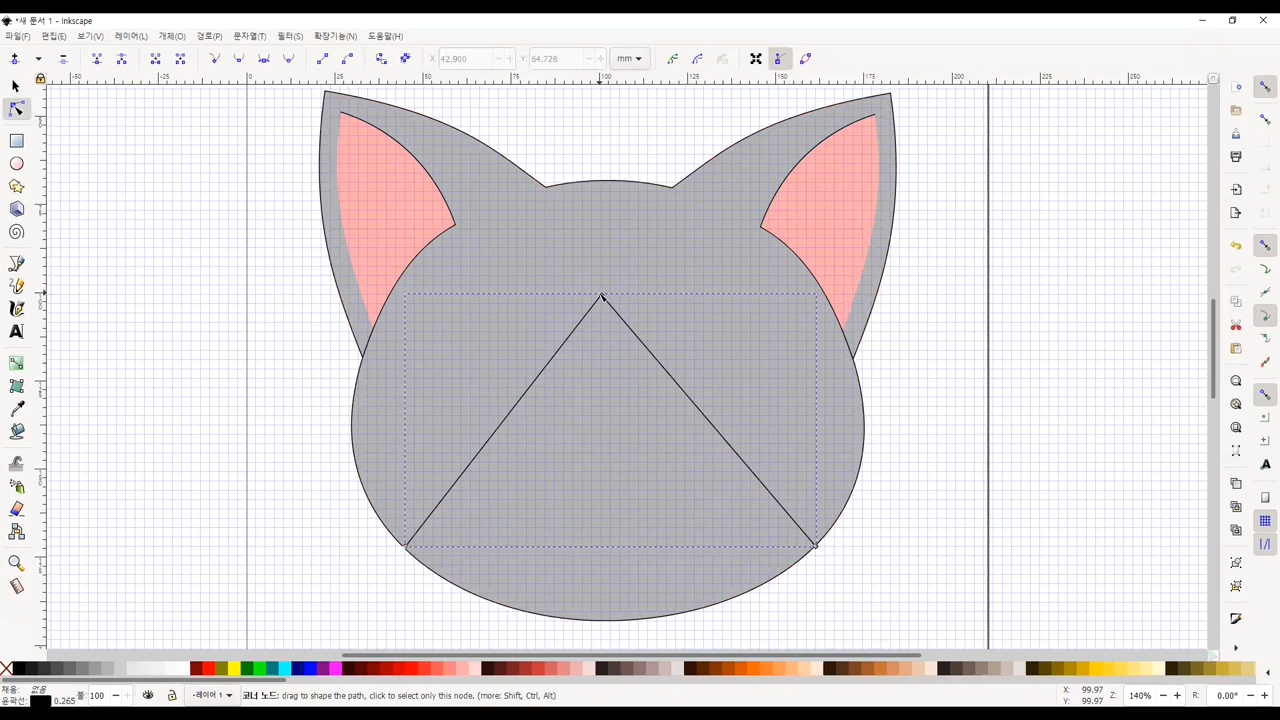 *새 문서 1 - Inkscape
파일(F) 편집(E) 보기(V) 레이어(L) 개체(O) 경로(P) 문자열(T) 필터(S) 확장기능(N) 도움말(H)
X: 42.900 Y: 64.728 mm
-50 -25 0 25 50 75 100 125 150 175 200 225 250
채움: 없음
윤곽선: 0.265
불: 100
-레이어 1
코너 노드: drag to shape the path, click to select only this node. (more: Shift, Ctrl, Alt)
X: 99.97
Y: 99.97
Z: 140%
R: 0.00°